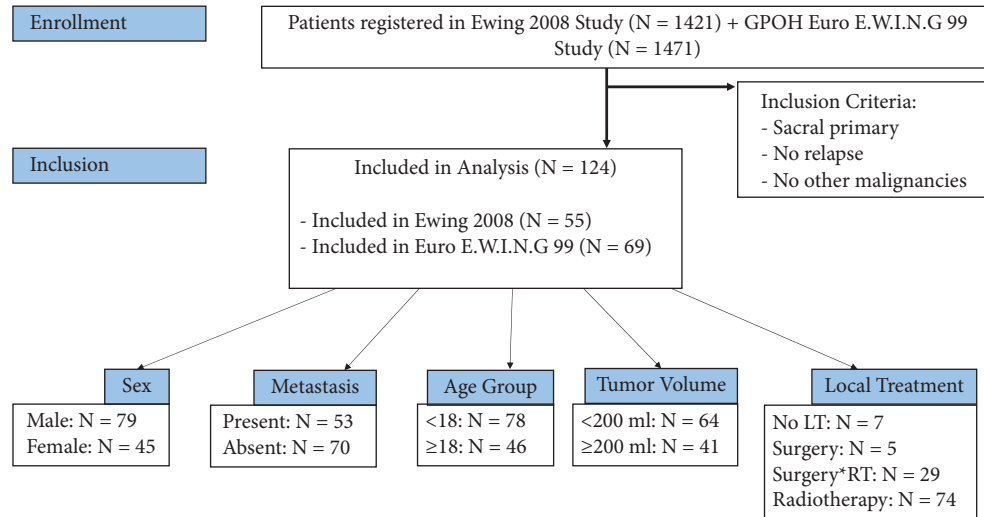 Enrollment
Patients registered in Ewing 2008 Study (N = 1421) + GPOH Euro E.W.I.N.G 99
Study (N = 1471)
Inclusion Criteria:
- Sacral primary
- No relapse
- No other malignancies
Inclusion
Included in Analysis (N = 124)
- Included in Ewing 2008 (N = 55)
- Included in Euro E.W.I.N.G 99 (N = 69)
Sex
Male: N = 79
Female: N = 45
Metastasis
Present: N = 53
Absent: N = 70
Age Group
<18: N = 78
≥18: N = 46
Tumor Volume
<200 ml: N = 64
≥200 ml: N = 41
Local Treatment
No LT: N = 7
Surgery: N = 5
Surgery*RT: N = 29
Radiotherapy: N = 74